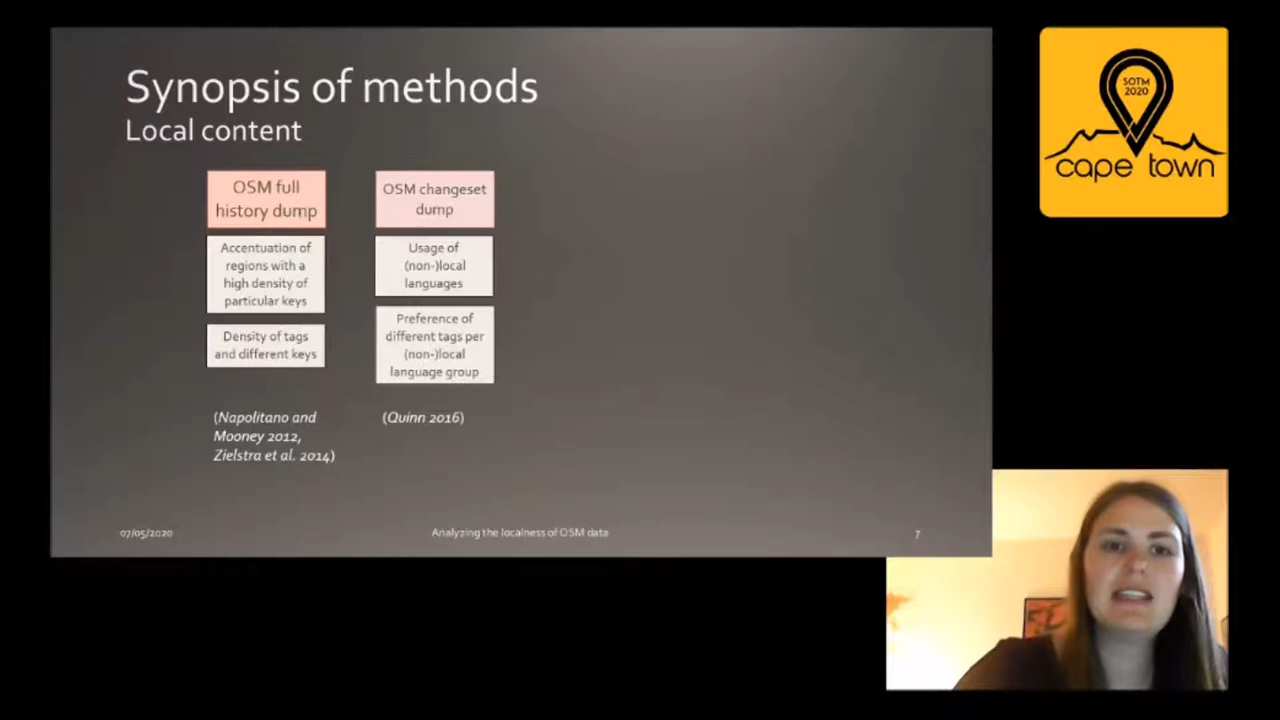 Synopsis of methods
Local content
OSM full
history dump
Accentuation of
regions with a
high density of
particular keys
Density of tags
and different keys
(Napolitano and
Mooney 2012,
Zielstra et al. 2014)
OSM changeset
dump
Usage of
(non-)local
languages
Preference of
different tags per
(non-)local
language group
(Quinn 2016)
07/05/2020
Analyzing the localness of OSM data
7
SOTM
2020
cape town